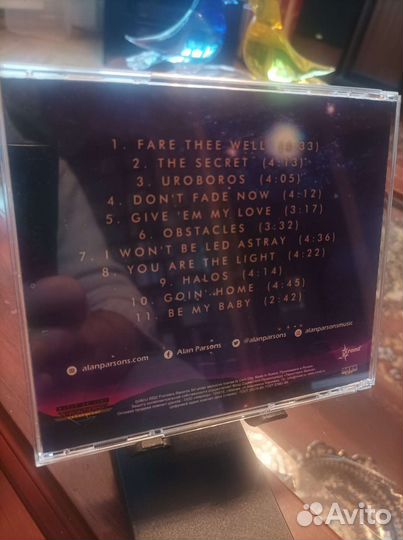 1. FARE THEE WELL (5:33)
2. THE SECRET (4:13)
3. UROBOROS (4:05)
4. DON'T FADE NOW (4:12)
5. GIVE 'EM MY LOVE (3:17)
6. OBSTACLES (3:32)
7. I WON'T BE LED ASTRAY (4:36)
8. YOU ARE THE LIGHT (4:22)
9. HALOS (4:14)
10. GOIN' HOME (4:45)
11. BE MY BABY (2:42)
alanparsons.com
Alan Parsons
@alanparsons
alanparsonsmusic
Avito